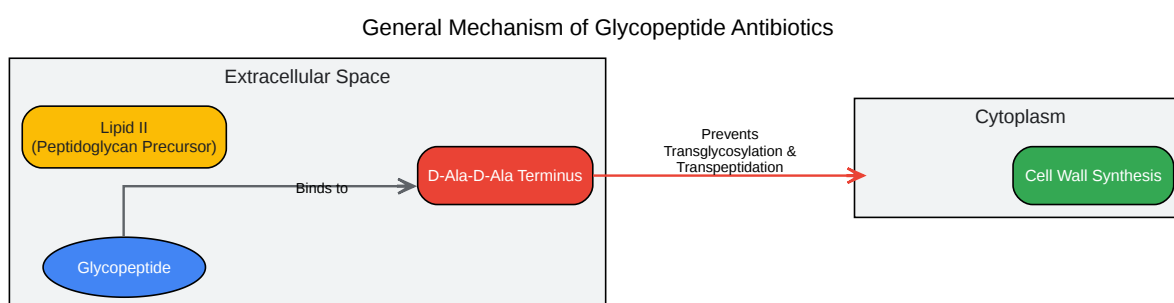 General Mechanism of Glycopeptide Antibiotics
Extracellular Space
Lipid II
(Peptidoglycan Precursor)
Binds to
D-Ala-D-Ala Terminus
Glycopeptide
Prevents
Transglycosylation &
Transpeptidation
Cytoplasm
Cell Wall Synthesis